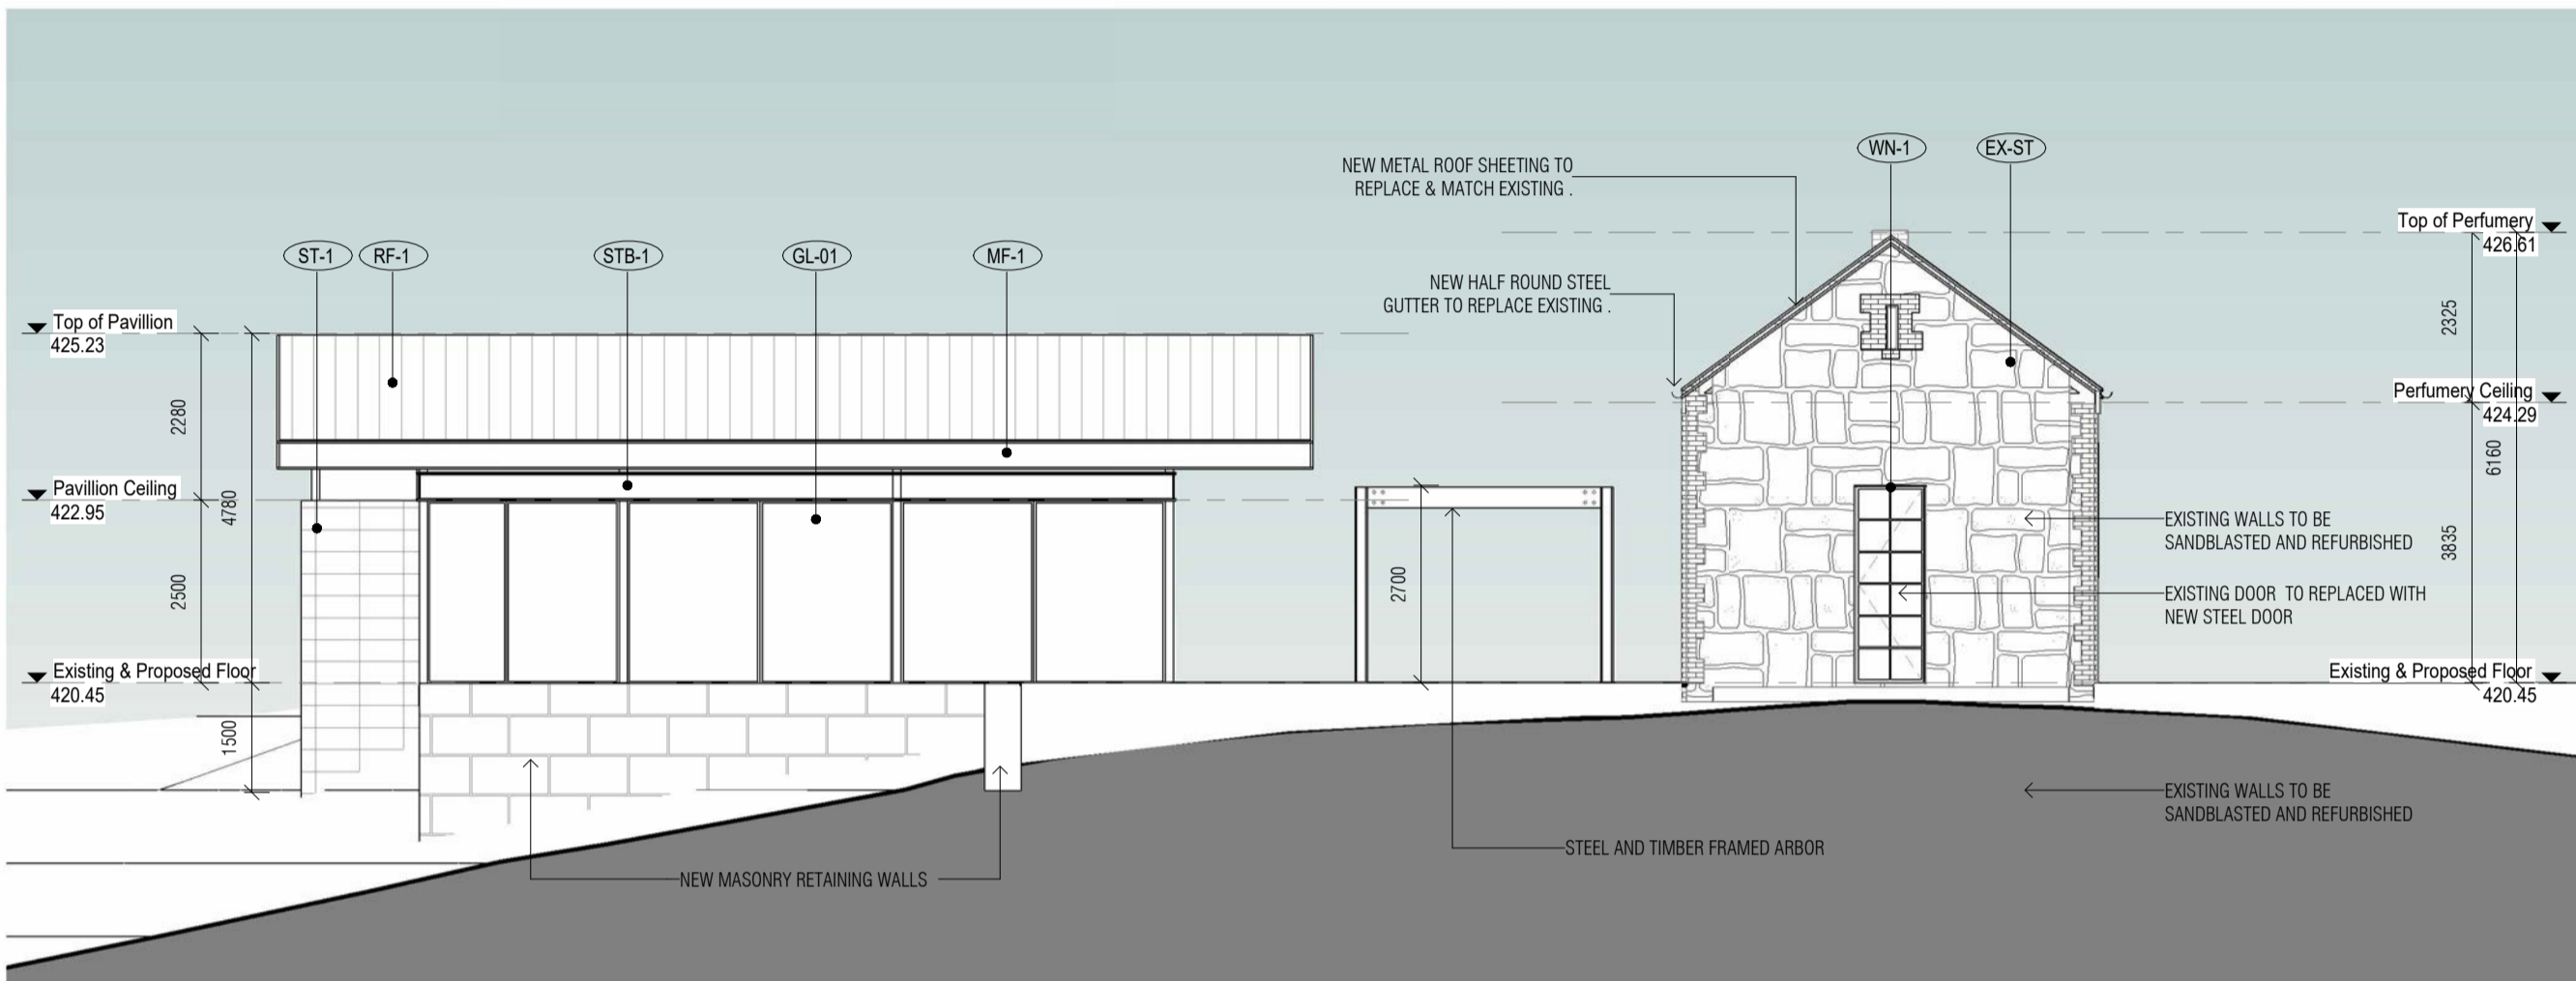 WN-1
EX-ST
NEW METAL ROOF SHEETING TO
REPLACE & MATCH EXISTING .
Top of Perfumery
426.61
ST-1
RF-1
STB-1
GL-01
MF-1
NEW HALF ROUND STEEL
GUTTER TO REPLACE EXISTING .
2325
Top of Pavillion
425.23
Perfumery Ceiling
424.29
2280
6160
Pavillion Ceiling
422.95
4780
EXISTING WALLS TO BE
SANDBLASTED AND REFURBISHED
3835
2500
2700
EXISTING DOOR TO REPLACED WITH
NEW STEEL DOOR
Existing & Proposed Floor
420.45
Existing & Proposed Floor
420.45
1500
EXISTING WALLS TO BE
SANDBLASTED AND REFURBISHED
STEEL AND TIMBER FRAMED ARBOR
NEW MASONRY RETAINING WALLS